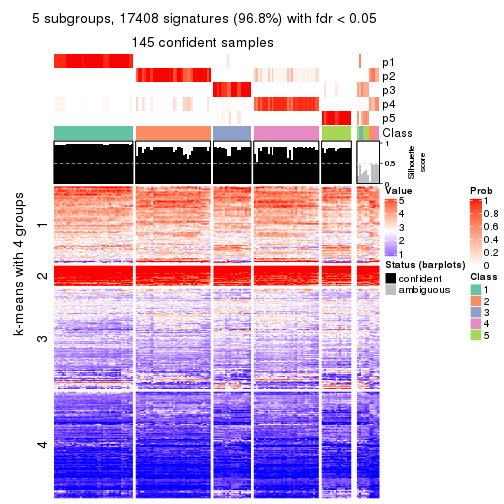 5 subgroups, 17408 signatures (96.8%) with fdr < 0.05
145 confident samples
p1
p2
p3
p4
p5
Class
1
0.5
0
Silhouette
score
k-means with 4 groups
1
2
3
4
Value
5
4
3
2
1
Status (barplots)
confident
ambiguous
Prob
1
0.8
0.6
0.4
0.2
0
Class
1
2
3
4
5